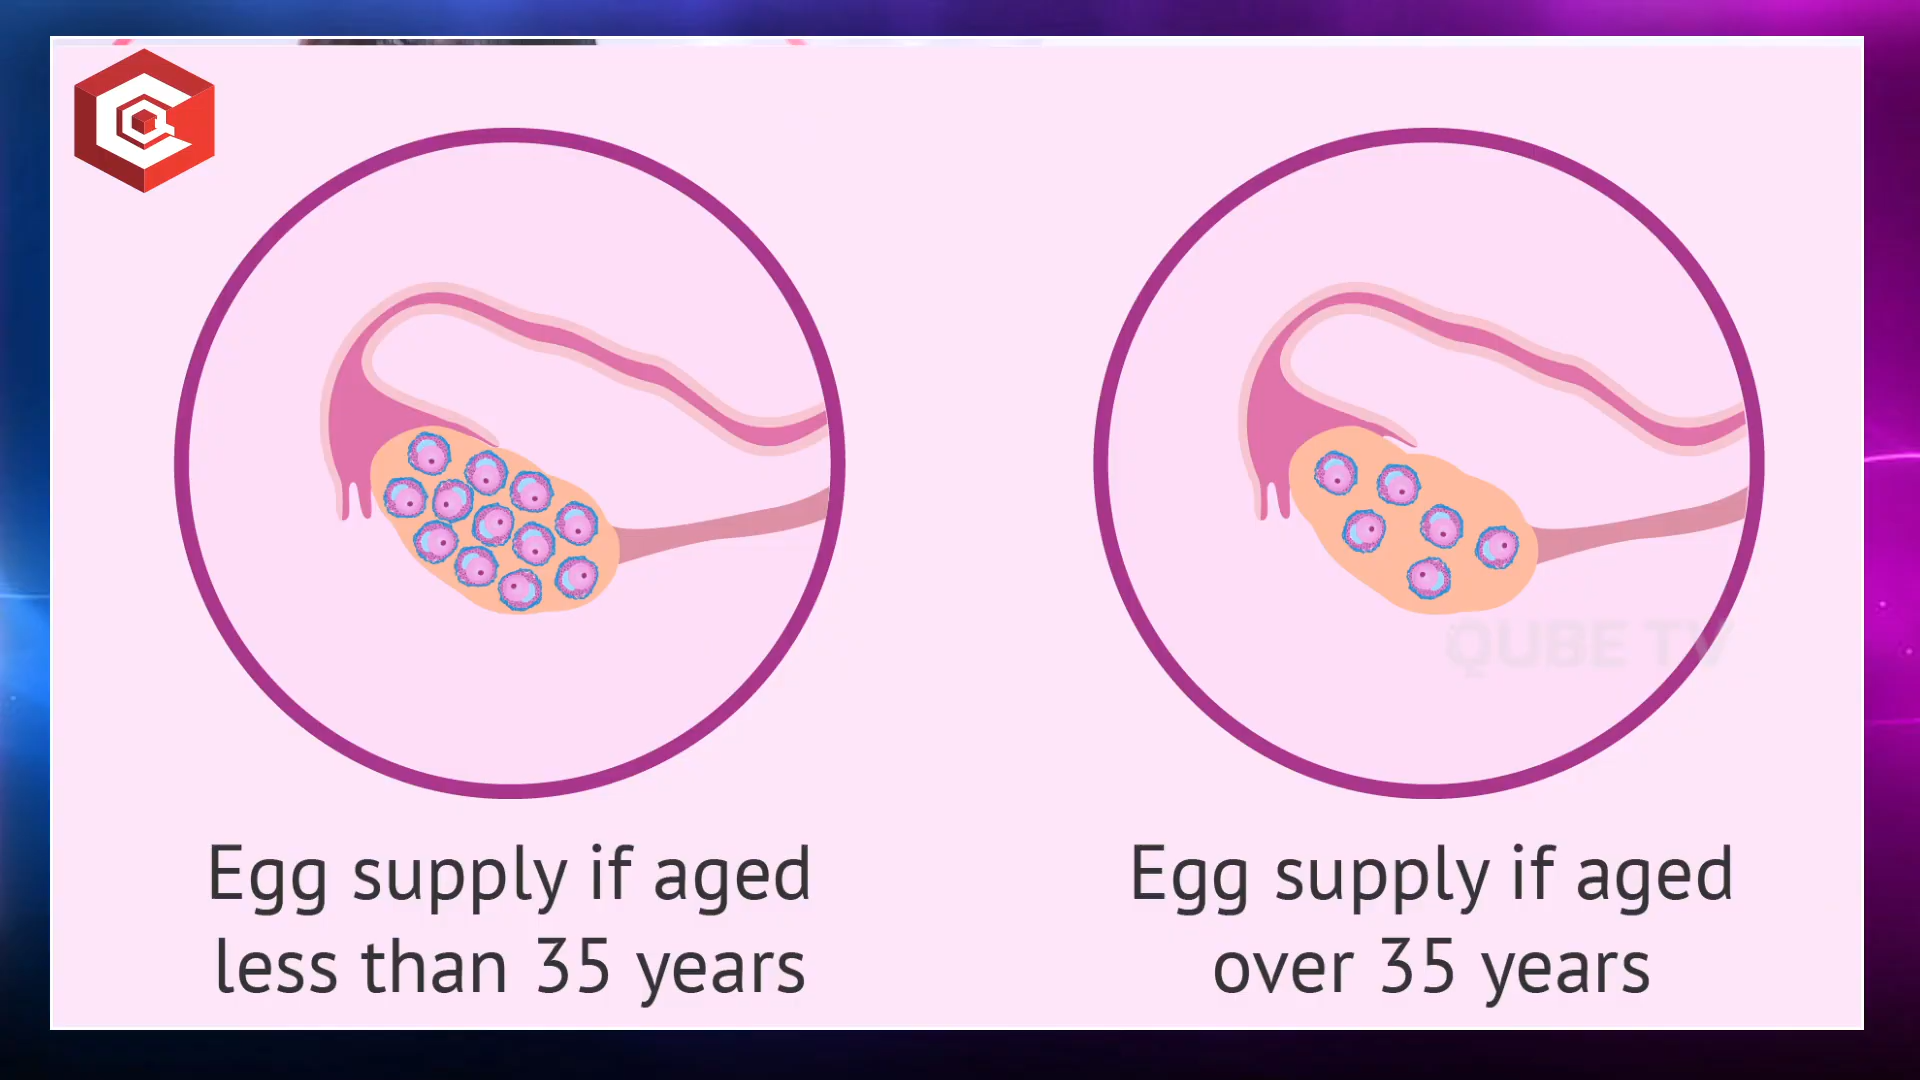 QUBE TV
Egg supply if aged
less than 35 years
Egg supply if aged
over 35 years